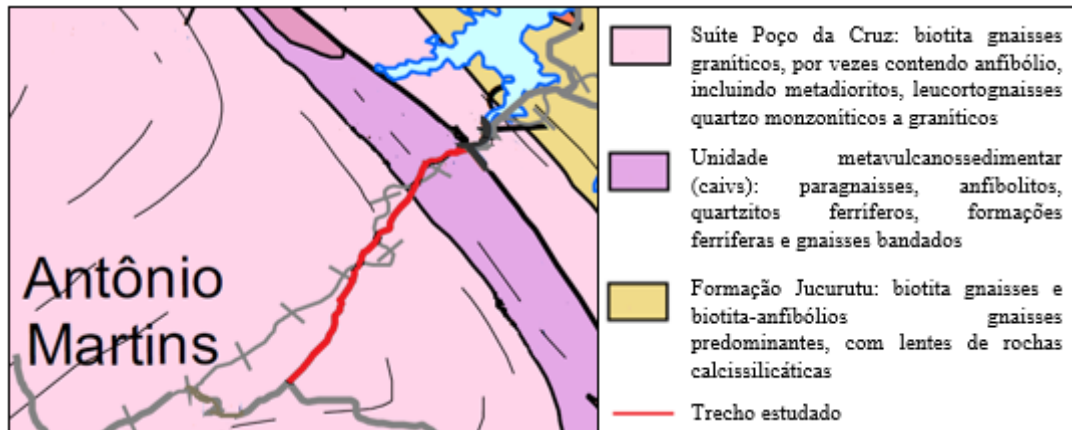 Antônio
Martins
Suíte Poço da Cruz: biotita gnaisses
graníticos, por vezes contendo anfibólio,
incluindo metadioritos, leucortognaisses
quartzo monzoníticos a graníticos
Unidade metavulcanossedimentar
(caivs): paragnaisses, anfibolitos,
quartzitos ferríferos, formações
ferríferas e gnaisses bandados
Formação Jucurutu: biotita gnaisses e
biotita-anfibólios gnaisses
predominantes, com lentes de rochas
calcissilicáticas
Trecho estudado